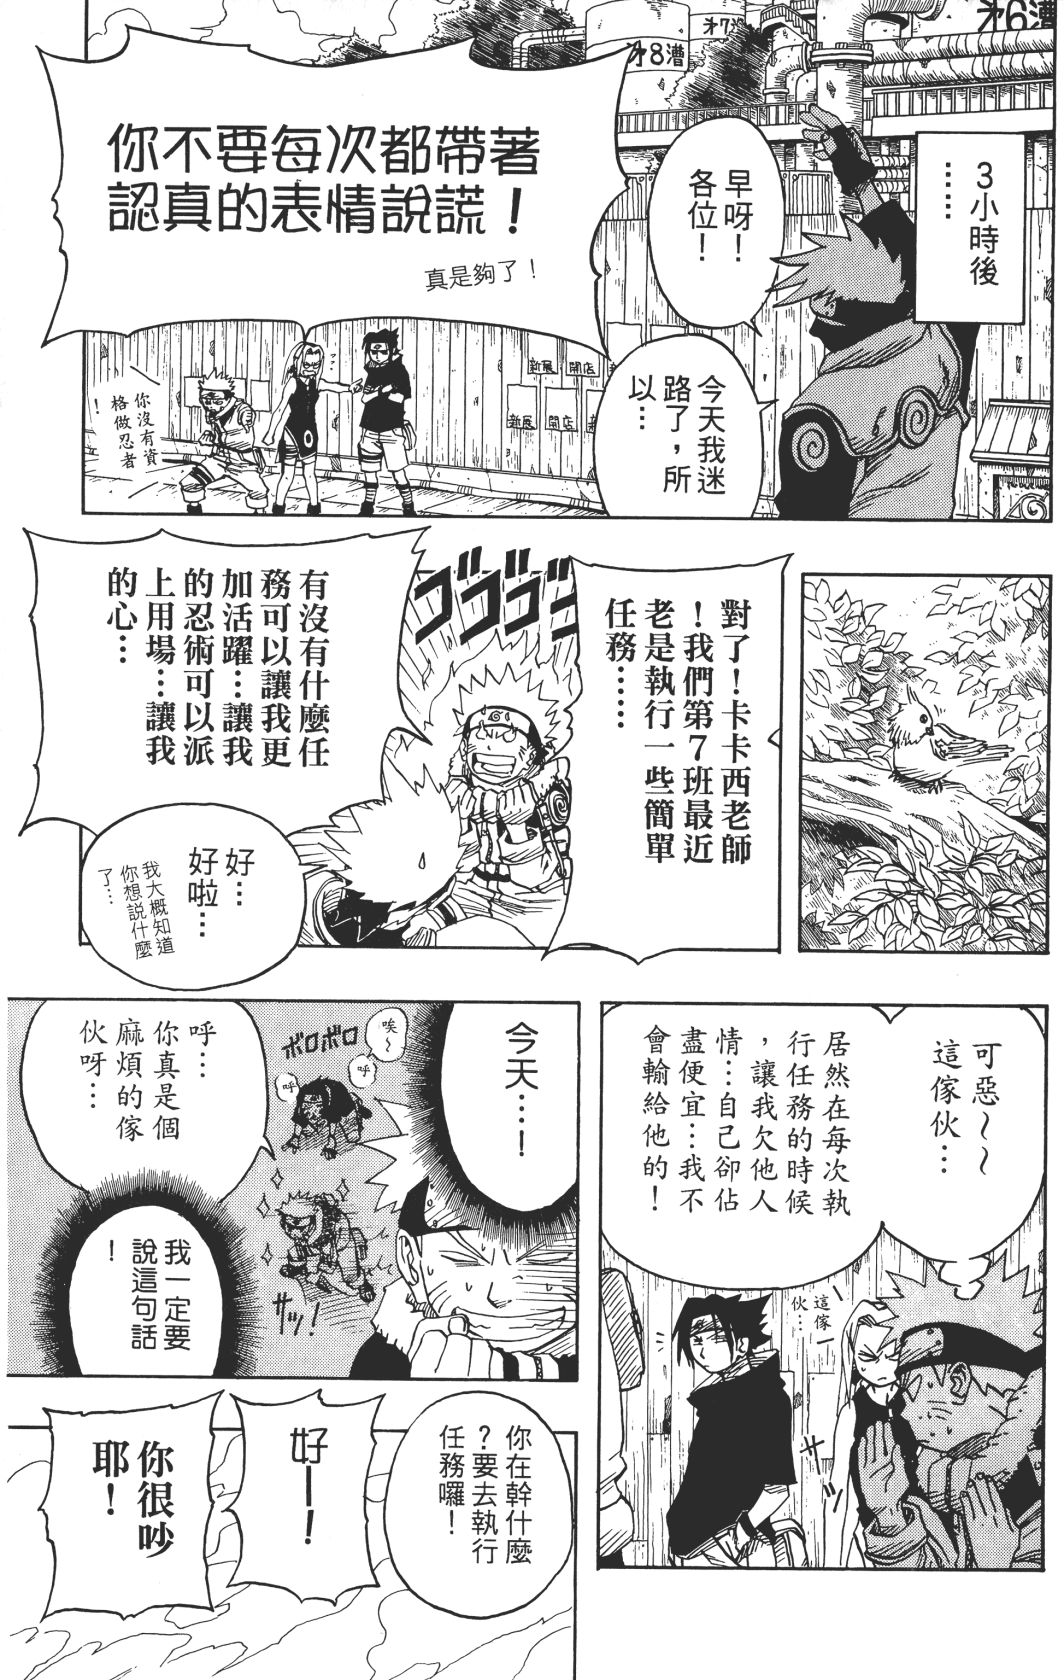 3小時後
……
早呀！
各位！
今天我迷
路了，所
以…
你不要每次都帶著
認真的表情說謊！
真是夠了！
你沒有資
格做忍者
！
才6漕
才7
才8漕
新展
開店
新展
開店
對了！卡卡西老師
！我們第7班最近
老是執行一些簡單
任務……
ゴゴゴゴ
有沒有什麼任
務可以讓我更
加活躍…讓我
的忍術可以派
上用場…讓我
的心…
好…
好啦…
我大概知道
你想說什麼
了…
可惡～～
這傢伙…
居然在每次執
行任務的時候
，讓我欠他人
情…自己卻佔
盡便宜…我不
會輸給他的！
這傢
伙…
サッ
今天…！
唉～
呼
呼
ボロボロ
呼…
你真是個
麻煩的傢
伙呀…
サッ！
我一定要
說這句話
！
你在幹什麼
？要去執行
任務囉！
好—！
你很吵
耶！